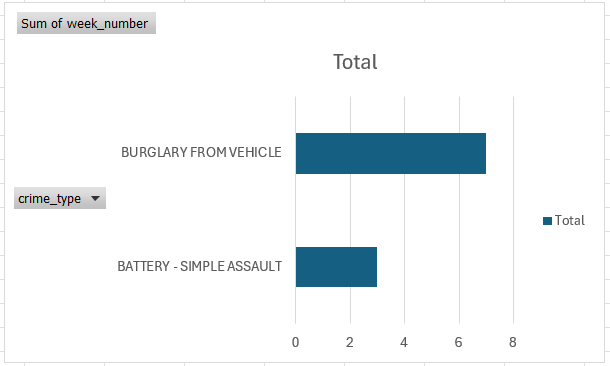 Sum of week_number
Total
BURGLARY FROM VEHICLE
crime_type
Total
BATTERY - SIMPLE ASSAULT
0 2 4 6 8